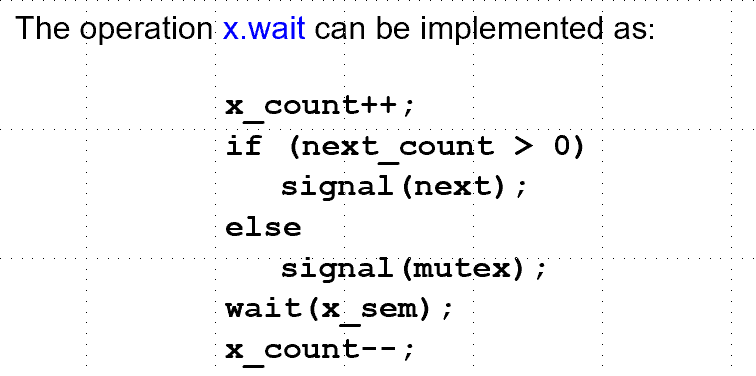 The operation x.wait can be implemented as:
x_count++;
if (next_count > 0)
signal(next);
else
signal(mutex);
wait(x_sem);
x_count--;